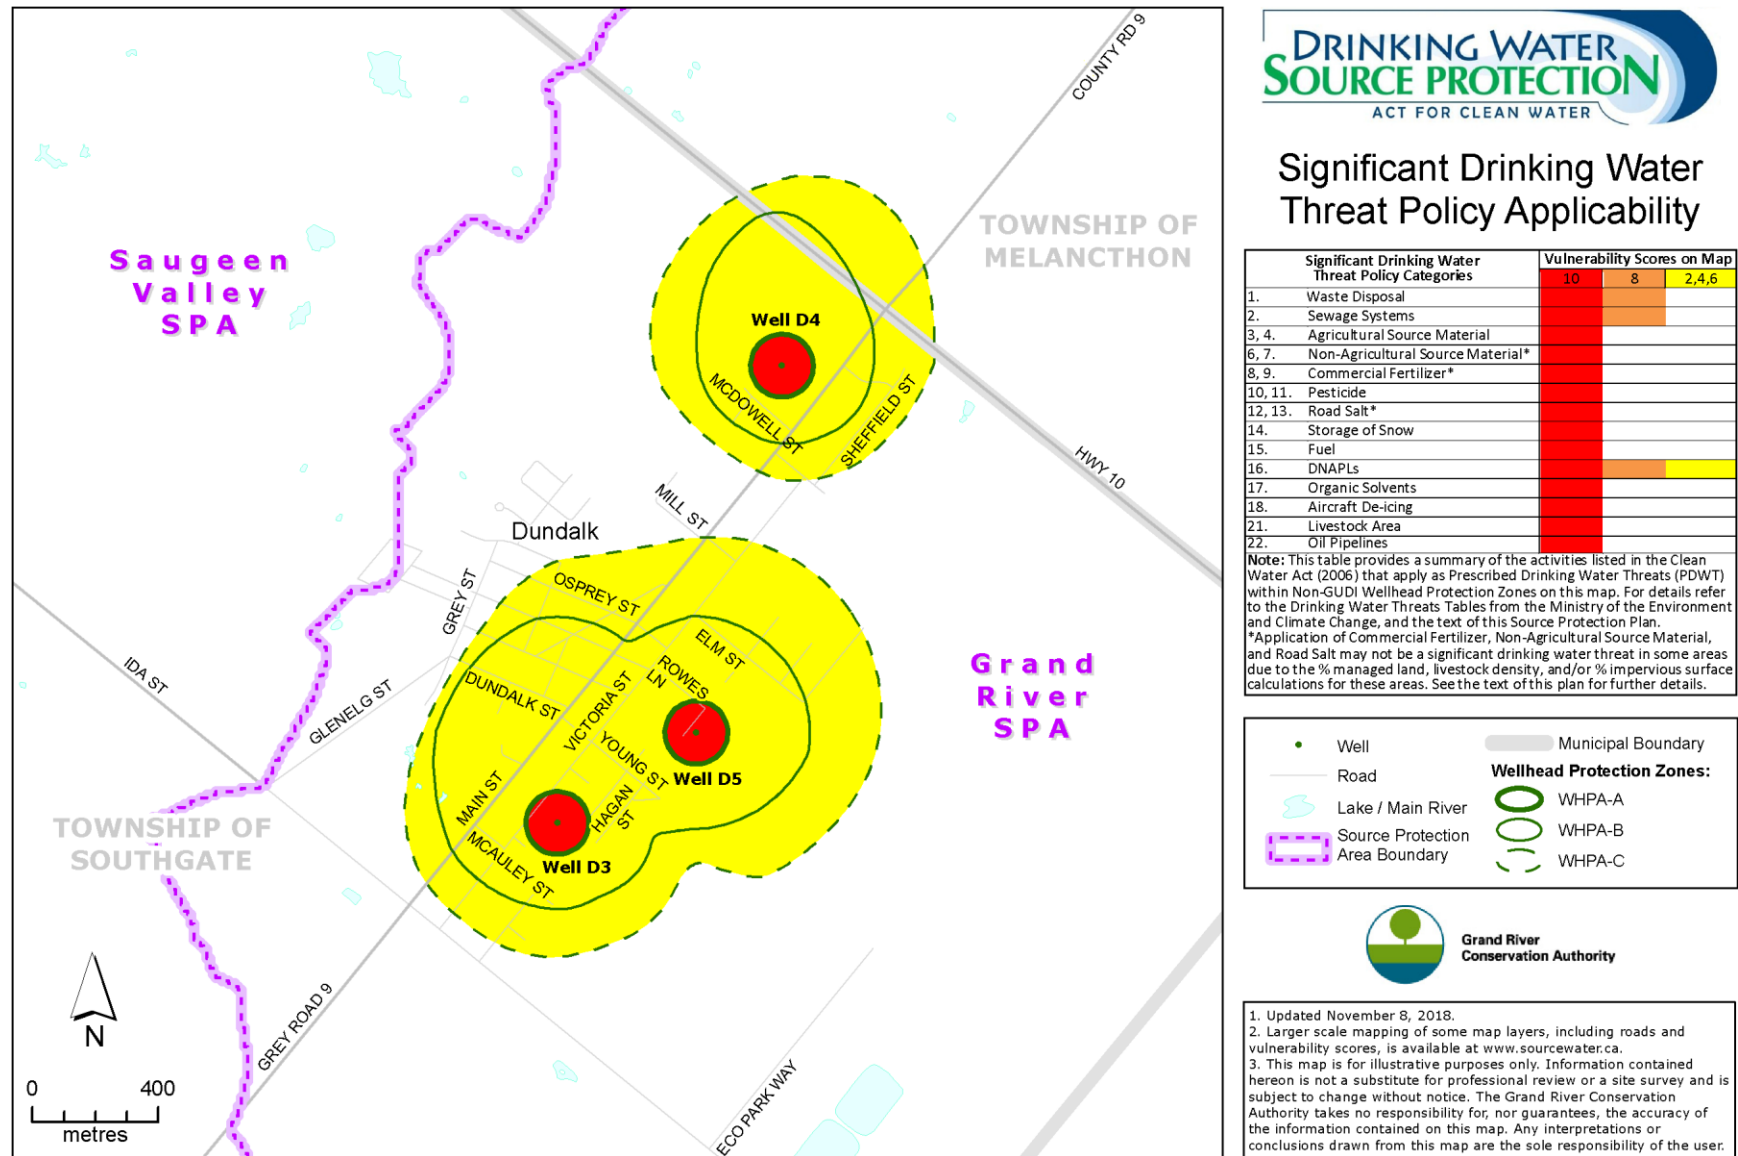 COUNTY RD 9
TOWNSHIP OF
MELANCTHON
Saugeen
Valley
SPA
Well D4
MCDOWELL ST
SHEFFIELD ST
HWY 10
MILL ST
Dundalk
OSPREY ST
GREY ST
ELM ST
ROWES
LN
Grand
River
SPA
IDA ST
GLENELG ST
DUNDALK ST
VICTORIA ST
YOUNG ST
Well D5
MAIN ST
HAGAN
ST
MCAULEY ST
Well D3
TOWNSHIP OF
SOUTHGATE
GREY ROAD 9
ECO PARK WAY
N
0 400
metres
DRINKING WATER
SOURCE PROTECTION
ACT FOR CLEAN WATER
Significant Drinking Water
Threat Policy Applicability
Significant Drinking Water
Threat Policy Categories
Vulnerability Scores on Map
10 8 2,4,6
1. Waste Disposal
2. Sewage Systems
3, 4. Agricultural Source Material
6, 7. Non-Agricultural Source Material*
8, 9. Commercial Fertilizer*
10, 11. Pesticide
12, 13. Road Salt*
14. Storage of Snow
15. Fuel
16. DNAPLs
17. Organic Solvents
18. Aircraft De-icing
21. Livestock Area
22. Oil Pipelines
Note: This table provides a summary of the activities listed in the Clean
Water Act (2006) that apply as Prescribed Drinking Water Threats (PDWT)
within Non-GUDI Wellhead Protection Zones on this map. For details refer
to the Drinking Water Threats Tables from the Ministry of the Environment
and Climate Change, and the text of this Source Protection Plan.
*Application of Commercial Fertilizer, Non-Agricultural Source Material,
and Road Salt may not be a significant drinking water threat in some areas
due to the % managed land, livestock density, and/or % impervious surface
calculations for these areas. See the text of this plan for further details.
Well
Road
Lake / Main River
Source Protection
Area Boundary
Municipal Boundary
Wellhead Protection Zones:
WHPA-A
WHPA-B
WHPA-C
Grand River
Conservation Authority
1. Updated November 8, 2018.
2. Larger scale mapping of some map layers, including roads and
vulnerability scores, is available at www.sourcewater.ca.
3. This map is for illustrative purposes only. Information contained
hereon is not a substitute for professional review or a site survey and is
subject to change without notice. The Grand River Conservation
Authority takes no responsibility for, nor guarantees, the accuracy of
the information contained on this map. Any interpretations or
conclusions drawn from this map are the sole responsibility of the user.